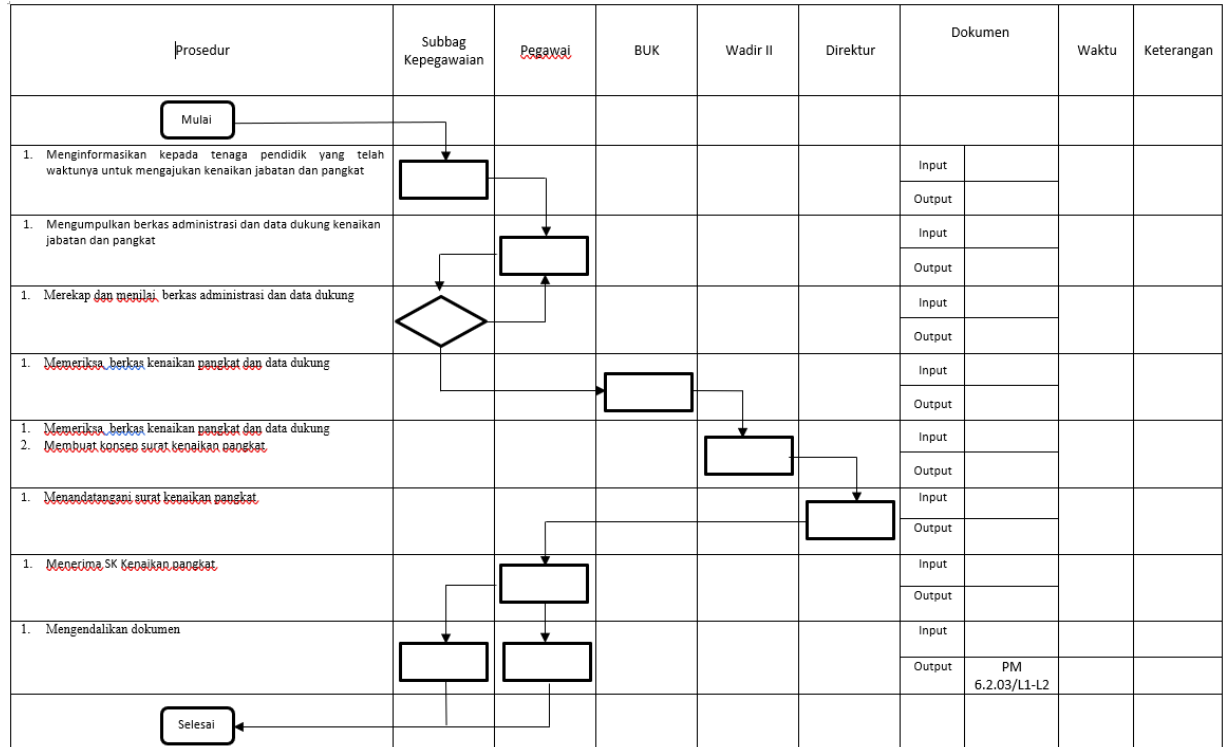 Prosedur
Subbag
Kepegawaian
Pegawai
BUK
Wadir II
Direktur
Dokumen
Waktu
Keterangan
Mulai
1. Menginformasikan kepada tenaga pendidik yang telah
waktunya untuk mengajukan kenaikan jabatan dan pangkat
Input
Output
1. Mengumpulkan berkas administrasi dan data dukung kenaikan
jabatan dan pangkat
Input
Output
1. Merekap dan menilai berkas administrasi dan data dukung
Input
Output
1. Memeriksa berkas kenaikan pangkat dan data dukung
Input
Output
1. Memeriksa berkas kenaikan pangkat dan data dukung
2. Membuat konsep surat kenaikan pangkat
Input
Output
1. Menandatangani surat kenaikan pangkat
Input
Output
1. Menerima SK Kenaikan pangkat
Input
Output
1. Mengendalikan dokumen
Input
Output
PM
6.2.03/L1-L2
Selesai